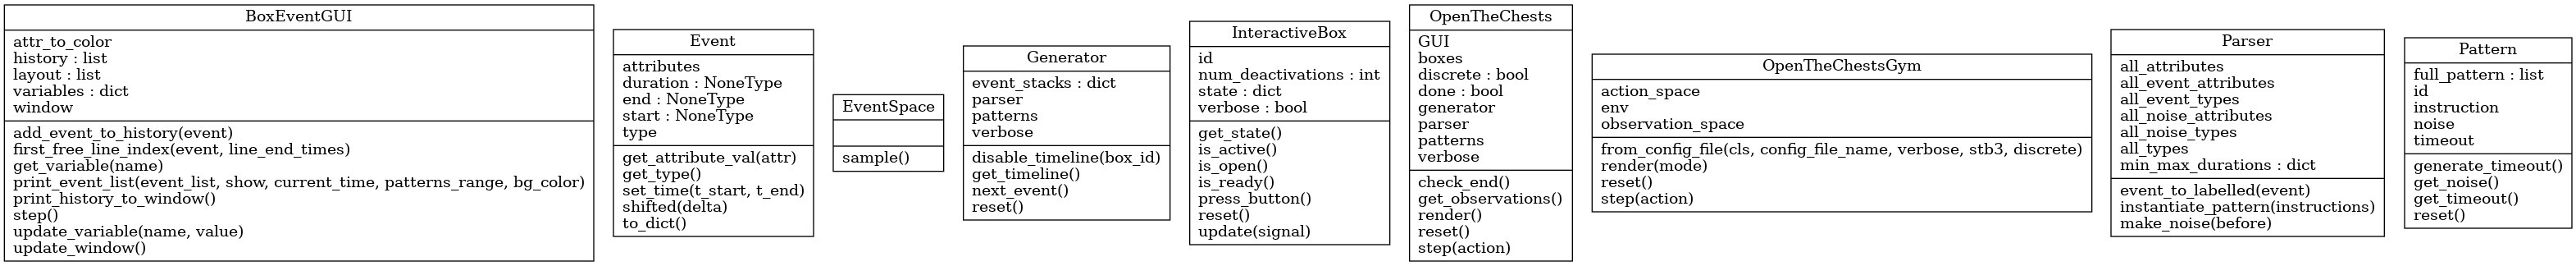 BoxEventGUI
attr_to_color
history : list
layout : list
variables : dict
window
add_event_to_history(event)
first_free_line_index(event, line_end_times)
get_variable(name)
print_event_list(event_list, show, current_time, patterns_range, bg_color)
print_history_to_window()
step()
update_variable(name, value)
update_window()
Event
attributes
duration : NoneType
end : NoneType
start : NoneType
type
get_attribute_val(attr)
get_type()
set_time(t_start, t_end)
shifted(delta)
to_dict()
EventSpace
sample()
Generator
event_stacks : dict
parser
patterns
verbose
disable_timeline(box_id)
get_timeline()
next_event()
reset()
InteractiveBox
id
num_deactivations : int
state : dict
verbose : bool
get_state()
is_active()
is_open()
is_ready()
press_button()
reset()
update(signal)
OpenTheChests
GUI
boxes
discrete : bool
done : bool
generator
parser
patterns
verbose
check_end()
get_observations()
render()
reset()
step(action)
OpenTheChestsGym
action_space
env
observation_space
from_config_file(cls, config_file_name, verbose, stb3, discrete)
render(mode)
reset()
step(action)
Parser
all_attributes
all_event_attributes
all_event_types
all_noise_attributes
all_noise_types
all_types
min_max_durations : dict
event_to_labelled(event)
instantiate_pattern(instructions)
make_noise(before)
Pattern
full_pattern : list
id
instruction
noise
timeout
generate_timeout()
get_noise()
get_timeout()
reset()